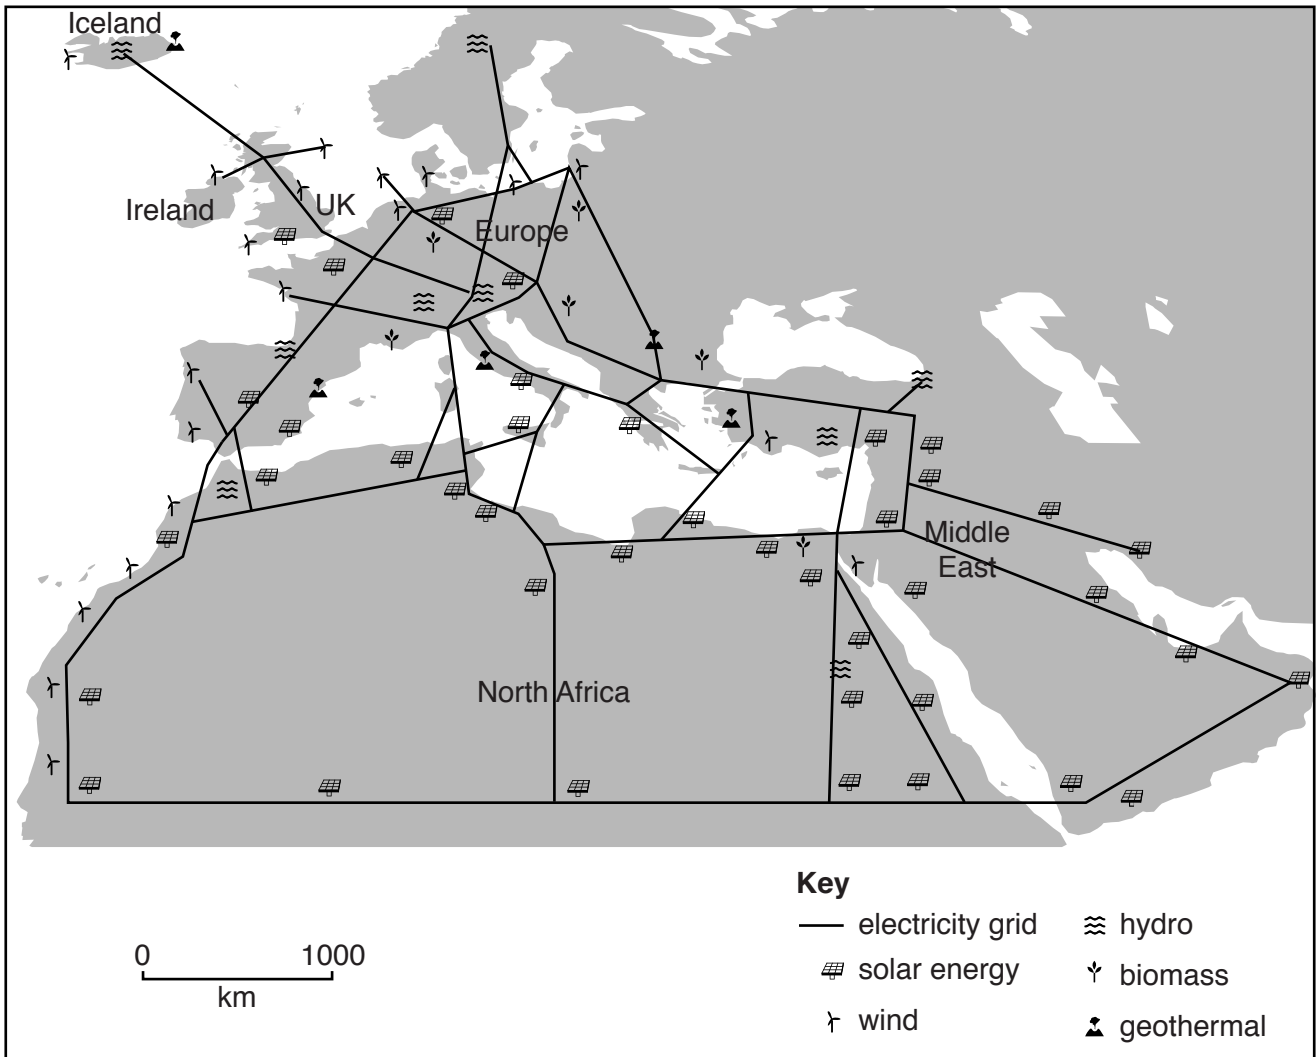 Iceland
Ireland
UK
Europe
Middle
East
North Africa
Key
electricity grid
hydro
0 1000
km
solar energy
biomass
wind
geothermal